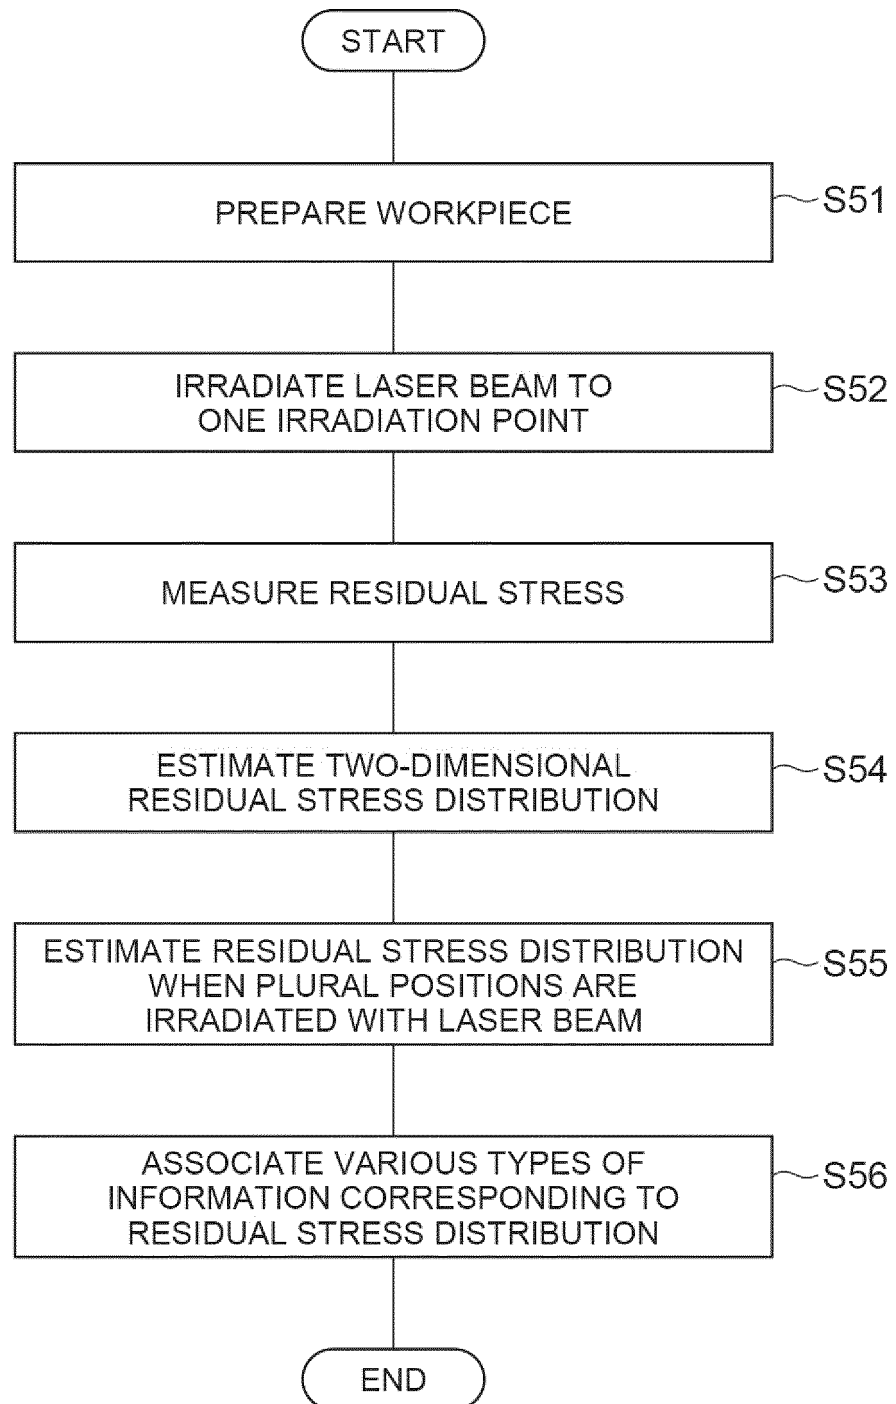 START
PREPARE WORKPIECE
S51
IRRADIATE LASER BEAM TO
ONE IRRADIATION POINT
S52
MEASURE RESIDUAL STRESS
S53
ESTIMATE TWO-DIMENSIONAL
RESIDUAL STRESS DISTRIBUTION
S54
ESTIMATE RESIDUAL STRESS DISTRIBUTION
WHEN PLURAL POSITIONS ARE
IRRADIATED WITH LASER BEAM
S55
ASSOCIATE VARIOUS TYPES OF
INFORMATION CORRESPONDING TO
RESIDUAL STRESS DISTRIBUTION
S56
END